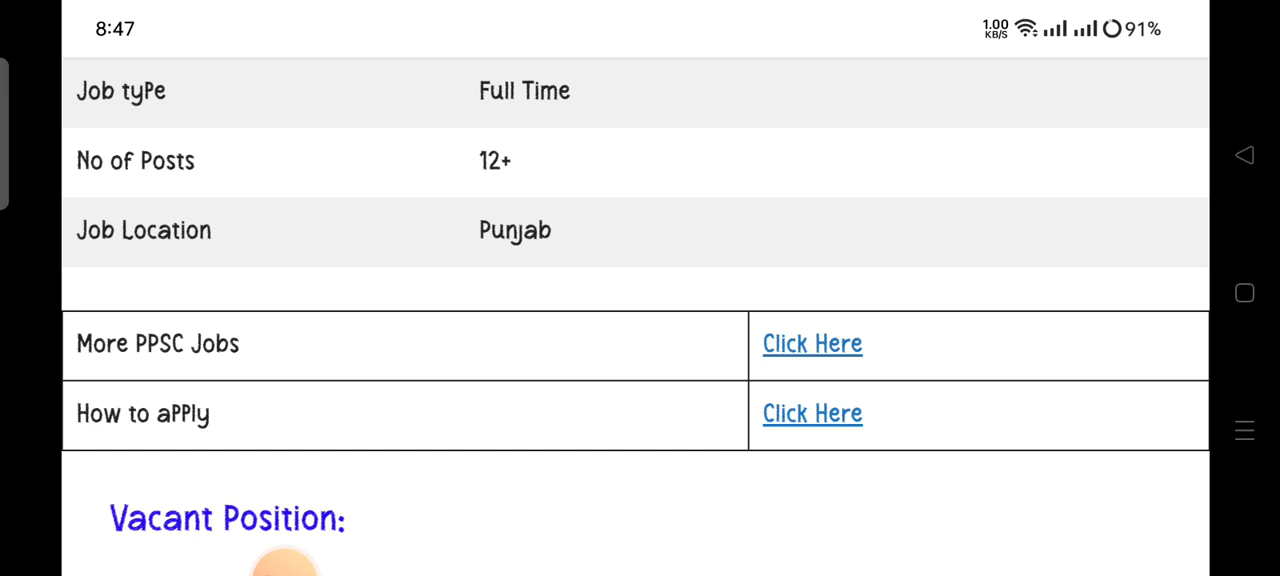 8:47
1.00 KB/S 91%
Job type Full Time
No of Posts 12+
Job Location Punjab
More PPSC Jobs Click Here
How to apply Click Here
Vacant Position: